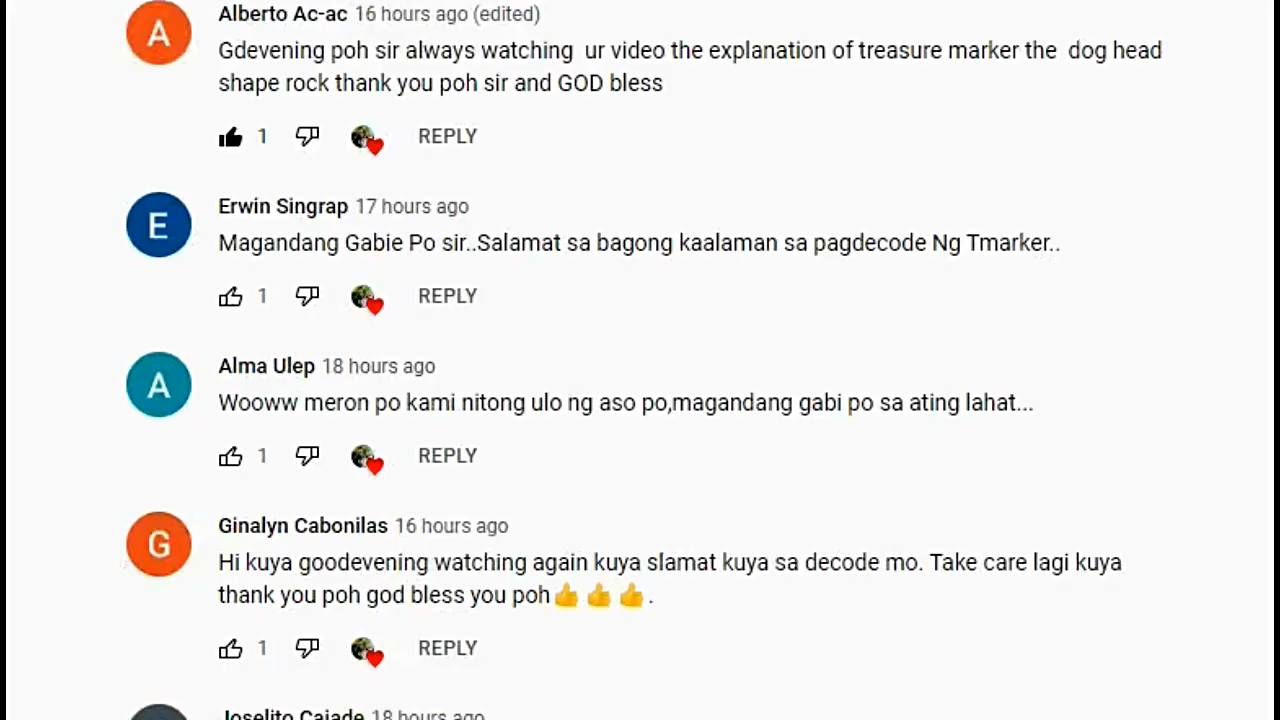 A
Alberto Ac-ac 16 hours ago (edited)
Gdevening poh sir always watching ur video the explanation of treasure marker the dog head
shape rock thank you poh sir and GOD bless
1 REPLY
E
Erwin Singrap 17 hours ago
Magandang Gabie Po sir..Salamat sa bagong kaalaman sa pagdecode Ng Tmarker..
1 REPLY
A
Alma Ulep 18 hours ago
Wooww meron po kami nitong ulo ng aso po,magandang gabi po sa ating lahat...
1 REPLY
G
Ginalyn Cabonilas 16 hours ago
Hi kuya goodevening watching again kuya slamat kuya sa decode mo. Take care lagi kuya
thank you poh god bless you poh👍👍👍.
1 REPLY
Joselito Cajade 18 hours ago